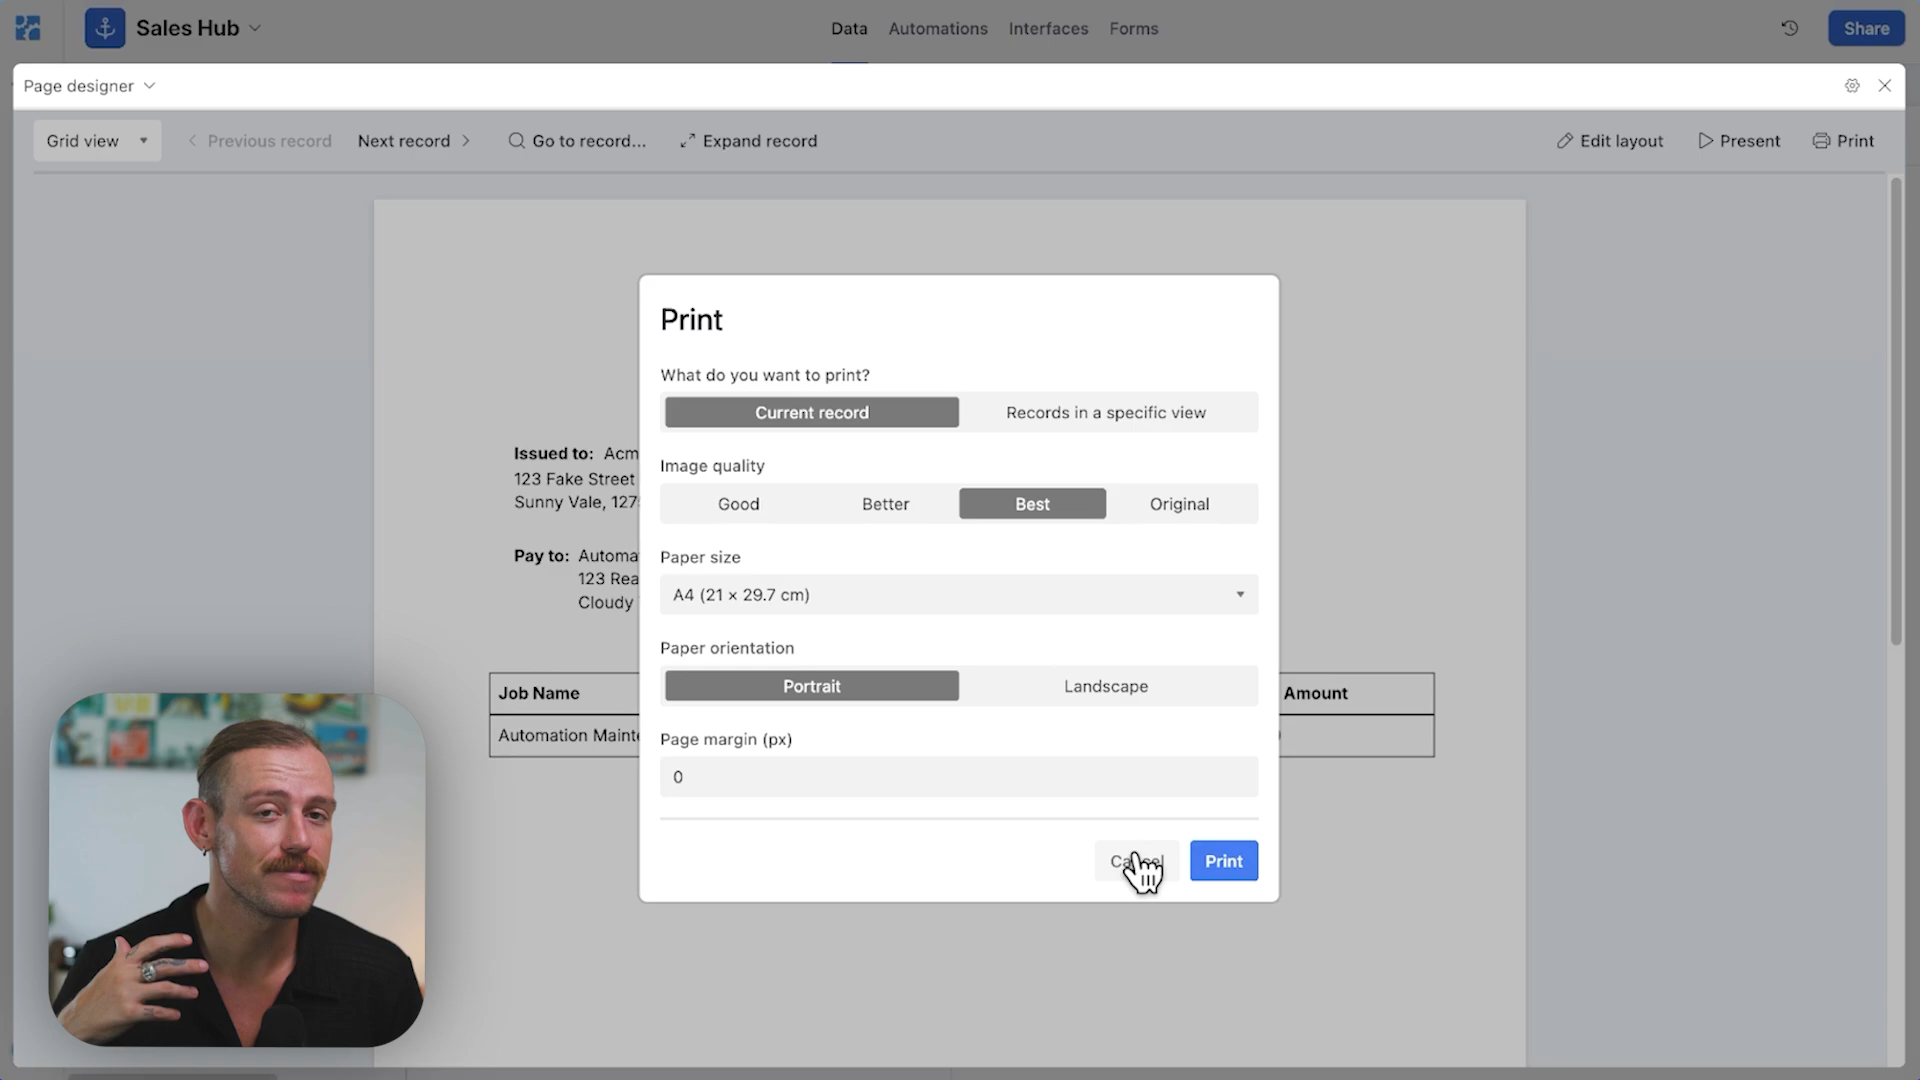 Sales Hub
Data Automations Interfaces Forms
Share
Page designer
Grid view
Previous record
Next record
Go to record...
Expand record
Edit layout
Present
Print
Print
What do you want to print?
Current record Records in a specific view
Image quality
Good Better Best Original
Paper size
A4 (21 × 29.7 cm)
Paper orientation
Portrait Landscape
Page margin (px)
0
Print
Issued to: Acm
123 Fake Street
Sunny Vale, 127
Pay to: Automa
123 Rea
Cloudy
Job Name Amount
Automation Maint